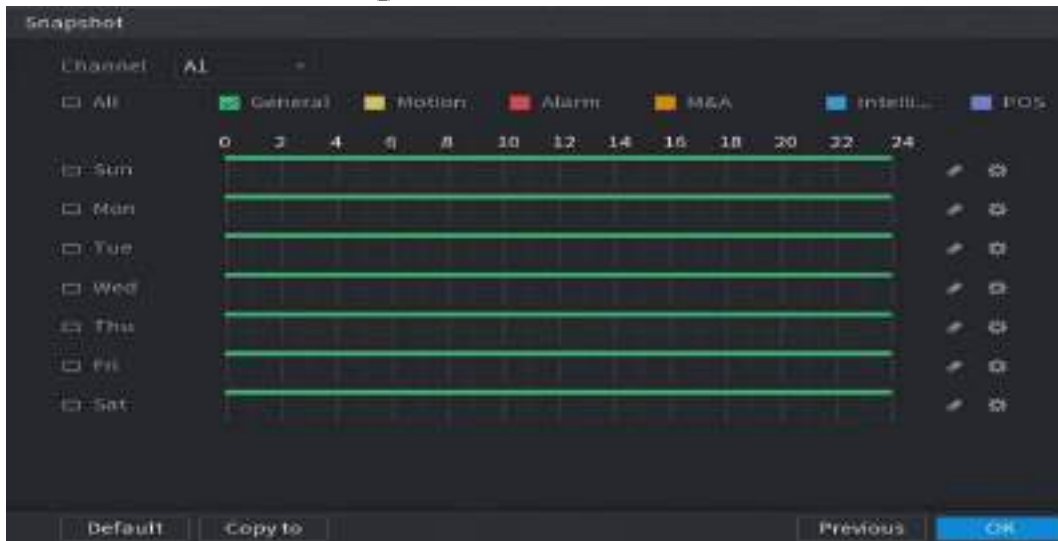 Snapshot
Channel A1
All General Motion Alarm M&A Intelli... POS
0 2 4 6 8 10 12 14 16 18 20 22 24
Sun
Mon
Tue
Wed
Thu
Fri
Sat
Default Copy to Previous OK